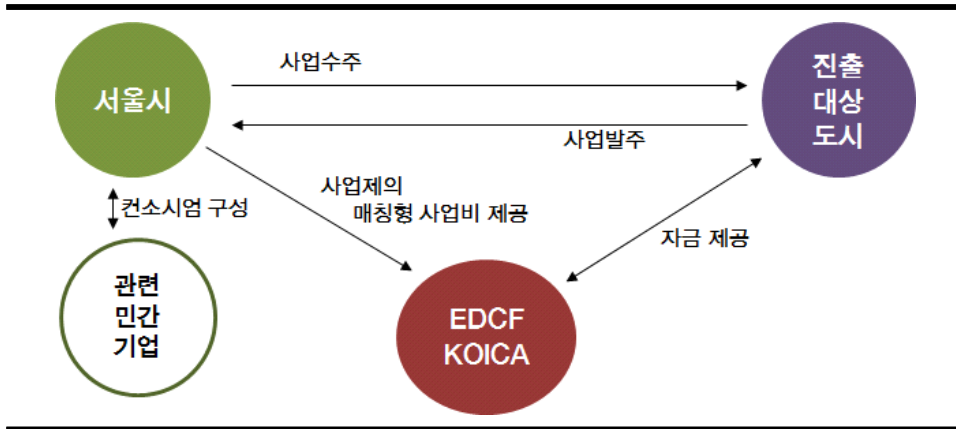 사업수주
서울시
진출
대상
도시
사업발주
사업제의
매칭형 사업비 제공
컨소시엄 구성
자금 제공
관련
민간
기업
EDCF
KOICA